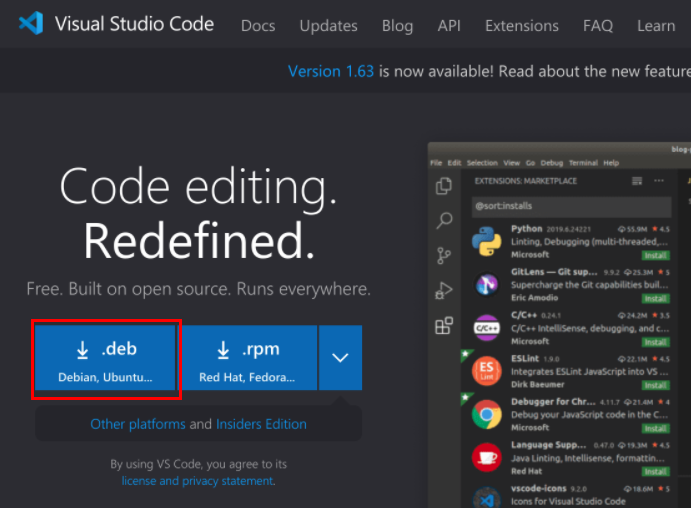 Visual Studio Code Docs Updates Blog API Extensions FAQ Learn
Version 1.63 is now available! Read about the new feature
Code editing.
Redefined.
Free. Built on open source. Runs everywhere.
.deb
Debian, Ubuntu...
.rpm
Red Hat, Fedora...
Other platforms and Insiders Edition
By using VS Code, you agree to its
license and privacy statement.
blog-
File Edit Selection View Go Debug Terminal Help
EXTENSIONS: MARKETPLACE
@sort:installs
Python 2019.6.24221 55.9M 4.5
Linting, Debugging (multi-threaded,...
Microsoft Install
GitLens — Git sup... 9.9.2 25.3M 5
Supercharge the Git capabilities buil...
Eric Amodio Install
C/C++ 0.24.1 24.2M 3.5
C/C++ IntelliSense, debugging, and c...
Microsoft Install
ESLint 1.9.0 22.1M 4.5
Integrates ESLint JavaScript into VS ...
Dirk Baeumer Install
Debugger for Chr... 4.11.7 21.4M 4
Debug your JavaScript code in the C...
Microsoft Install
Language Supp... 0.47.0 19.3M 4.5
Java Linting, Intellisense, formattin...
Red Hat Install
vscode-icons 9.2.0 18.6M 5
Icons for Visual Studio Code